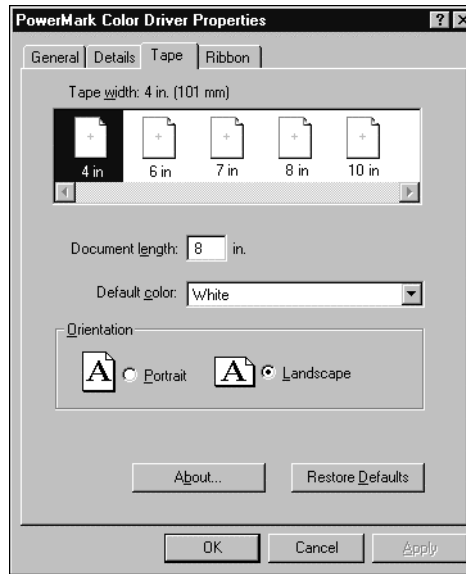 PowerMark Color Driver Properties
General Details Tape Ribbon
Tape width: 4 in. (101 mm)
4 in 6 in 7 in 8 in 10 in
Document length: 8 in.
Default color: White
Orientation
A Portrait A Landscape
About... Restore Defaults
OK Cancel Apply